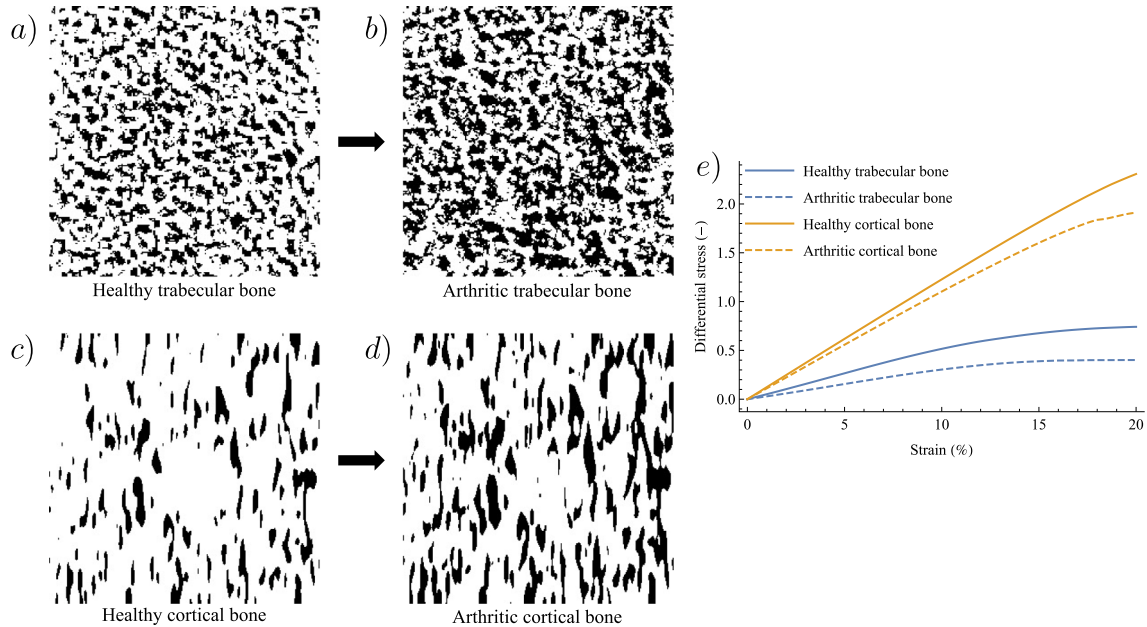 a)
b)
Healthy trabecular bone
Arthritic trabecular bone
c)
d)
Healthy cortical bone
Arthritic cortical bone
e)
Healthy trabecular bone
Arthritic trabecular bone
Healthy cortical bone
Arthritic cortical bone
Differential stress (−)
2.0
1.5
1.0
0.5
0.0
0
5
10
15
20
Strain (%)